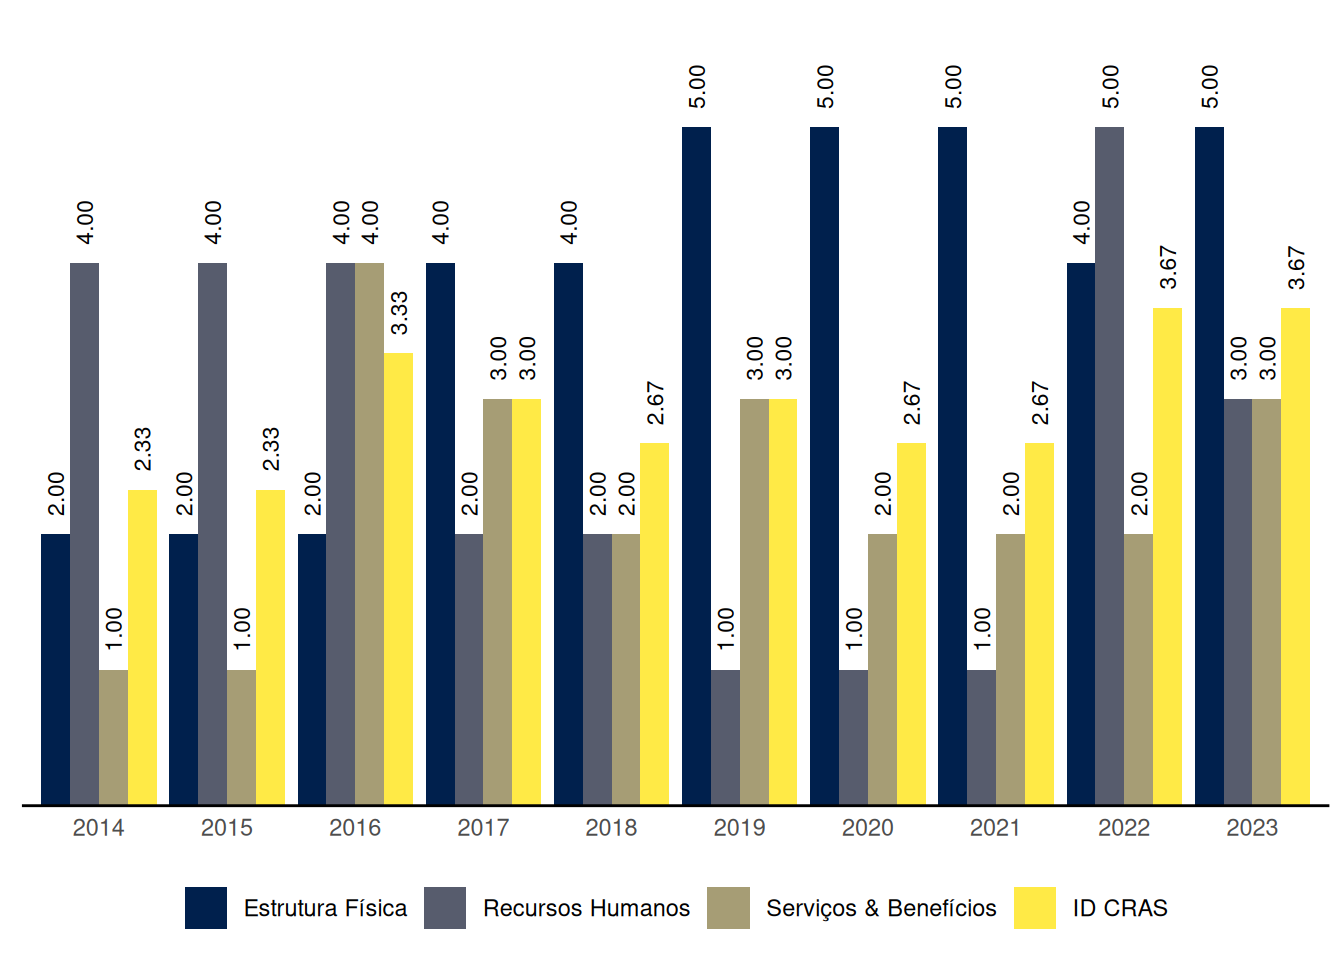 2.00 4.00 1.00 2.33 2.00 4.00 1.00 2.33 2.00 4.00 4.00 3.33 4.00 2.00 3.00 3.00 4.00 2.00 2.00 2.67 5.00 1.00 3.00 3.00 5.00 1.00 2.00 2.67 5.00 1.00 2.00 2.67 4.00 5.00 2.00 3.67 5.00 3.00 3.00 3.67
2014 2015 2016 2017 2018 2019 2020 2021 2022 2023
Estrutura Física Recursos Humanos Serviços & Benefícios ID CRAS